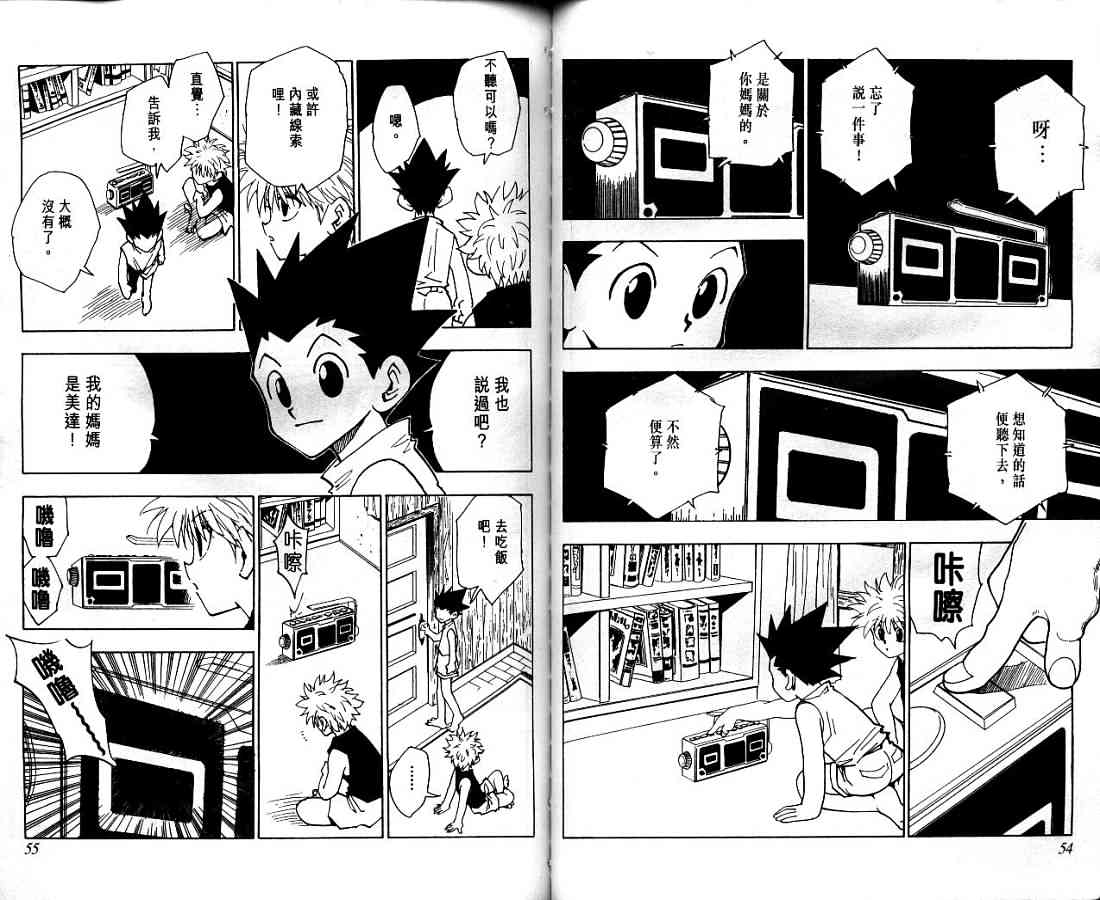 呀…
忘了
說一件事！
是關於
你媽媽的。
想知道的話
便聽下去，
不然
便算了。
咔嚓
54
不聽可以嗎？
嗯。
或許
內藏線索
哩！
直覺…
告訴我，
大概
沒有了。
我也
說過吧？
我的媽媽
是美達！
去吃飯
吧！
……
咔嚓
嘰嚕
嘰嚕
嘰嚕～
55